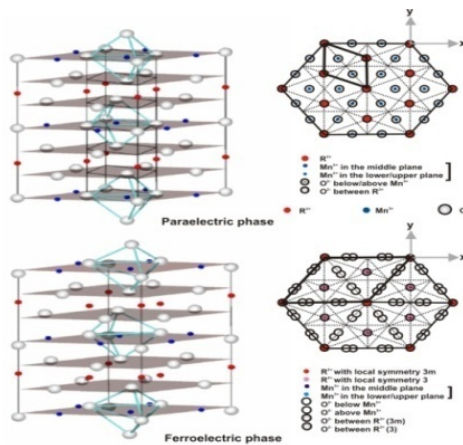 y
x
R³⁺
Mn³⁺ in the middle plane
Mn³⁺ in the lower/upper plane
O²⁻ below/above Mn³⁺
O²⁻ between R³⁺
Paraelectric phase
R³⁺ Mn³⁺ O
y
x
R³⁺ with local symmetry 3m
R³⁺ with local symmetry 3
Mn³⁺ in the middle plane
Mn³⁺ in the lower/upper plane
O²⁻ below Mn³⁺
O²⁻ above Mn³⁺
O²⁻ between R³⁺ (3m)
O²⁻ between R³⁺ (3)
Ferroelectric phase